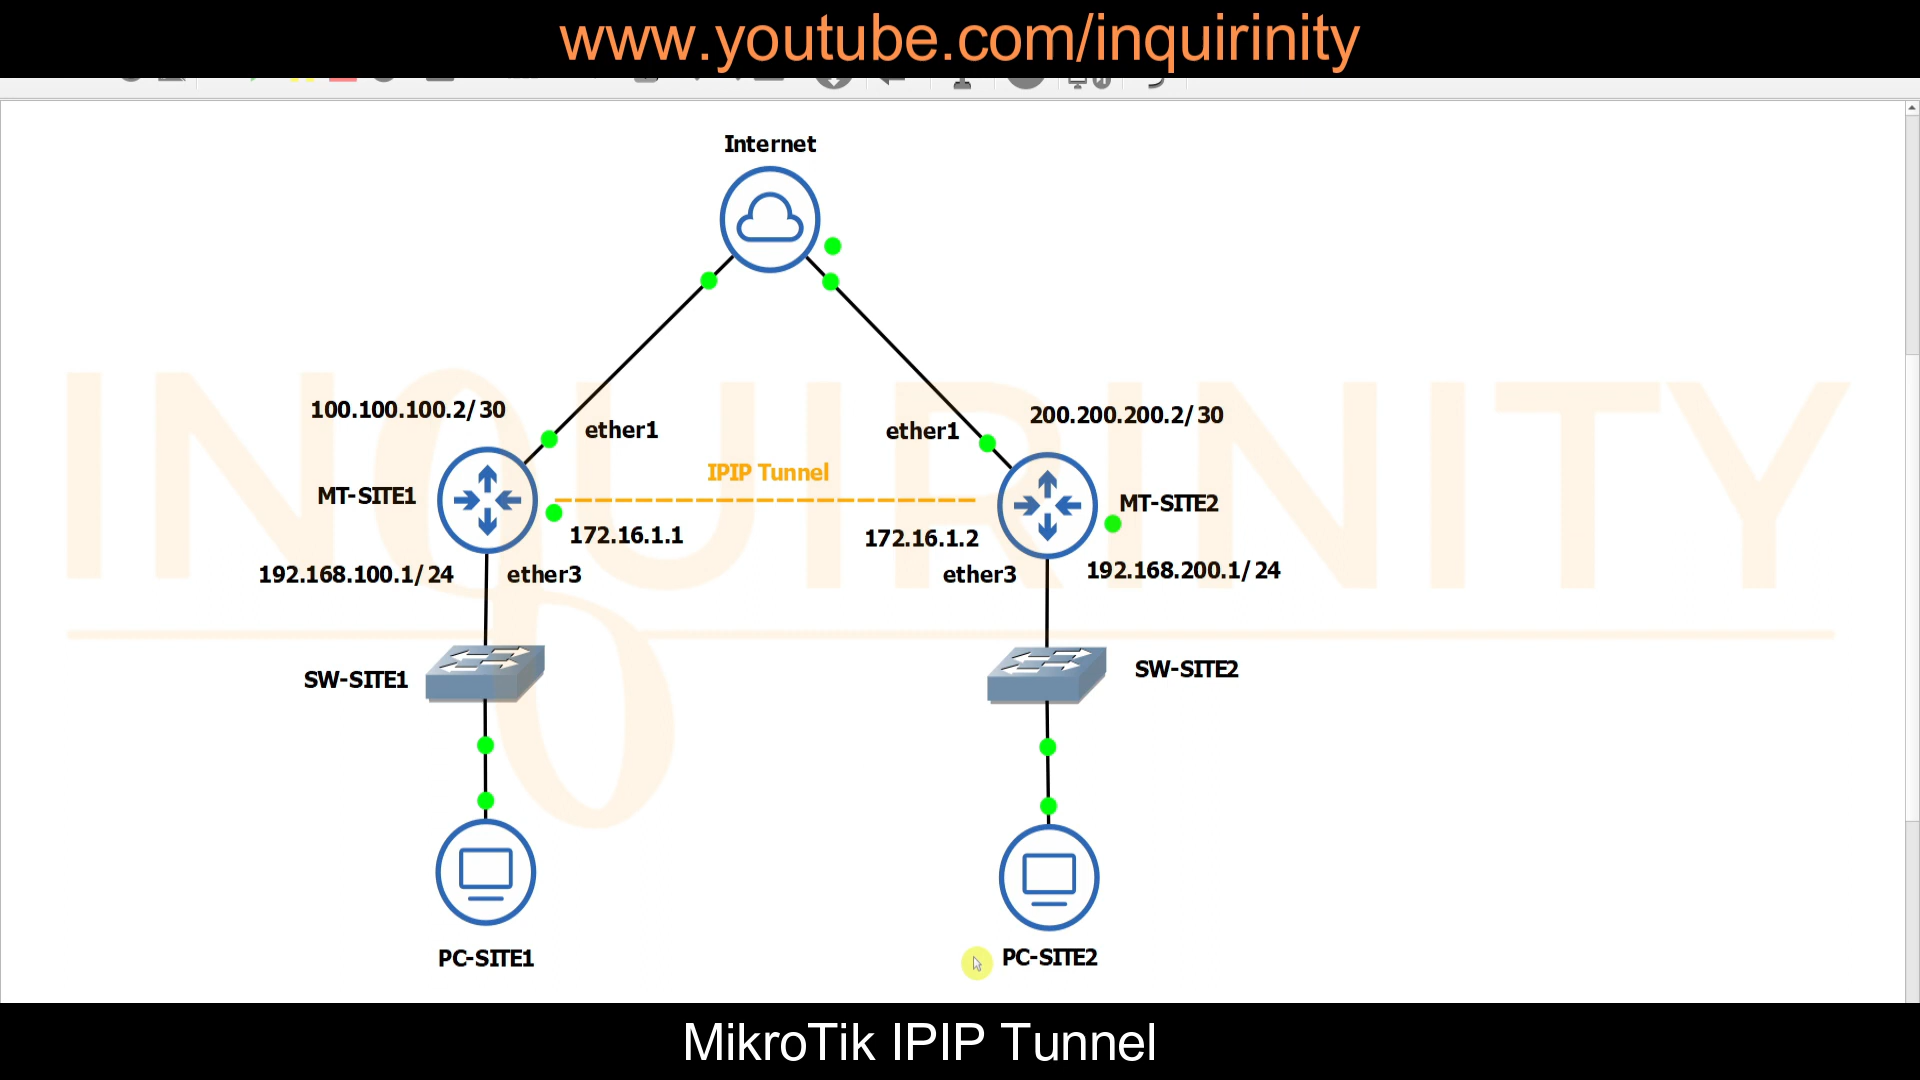 www.youtube.com/inquirinity
Internet
100.100.100.2/30
ether1
ether1
200.200.200.2/30
IPIP Tunnel
MT-SITE1
MT-SITE2
172.16.1.1
172.16.1.2
192.168.100.1/24
ether3
ether3
192.168.200.1/24
INQUIRINITY
SW-SITE1
SW-SITE2
PC-SITE1
PC-SITE2
MikroTik IPIP Tunnel